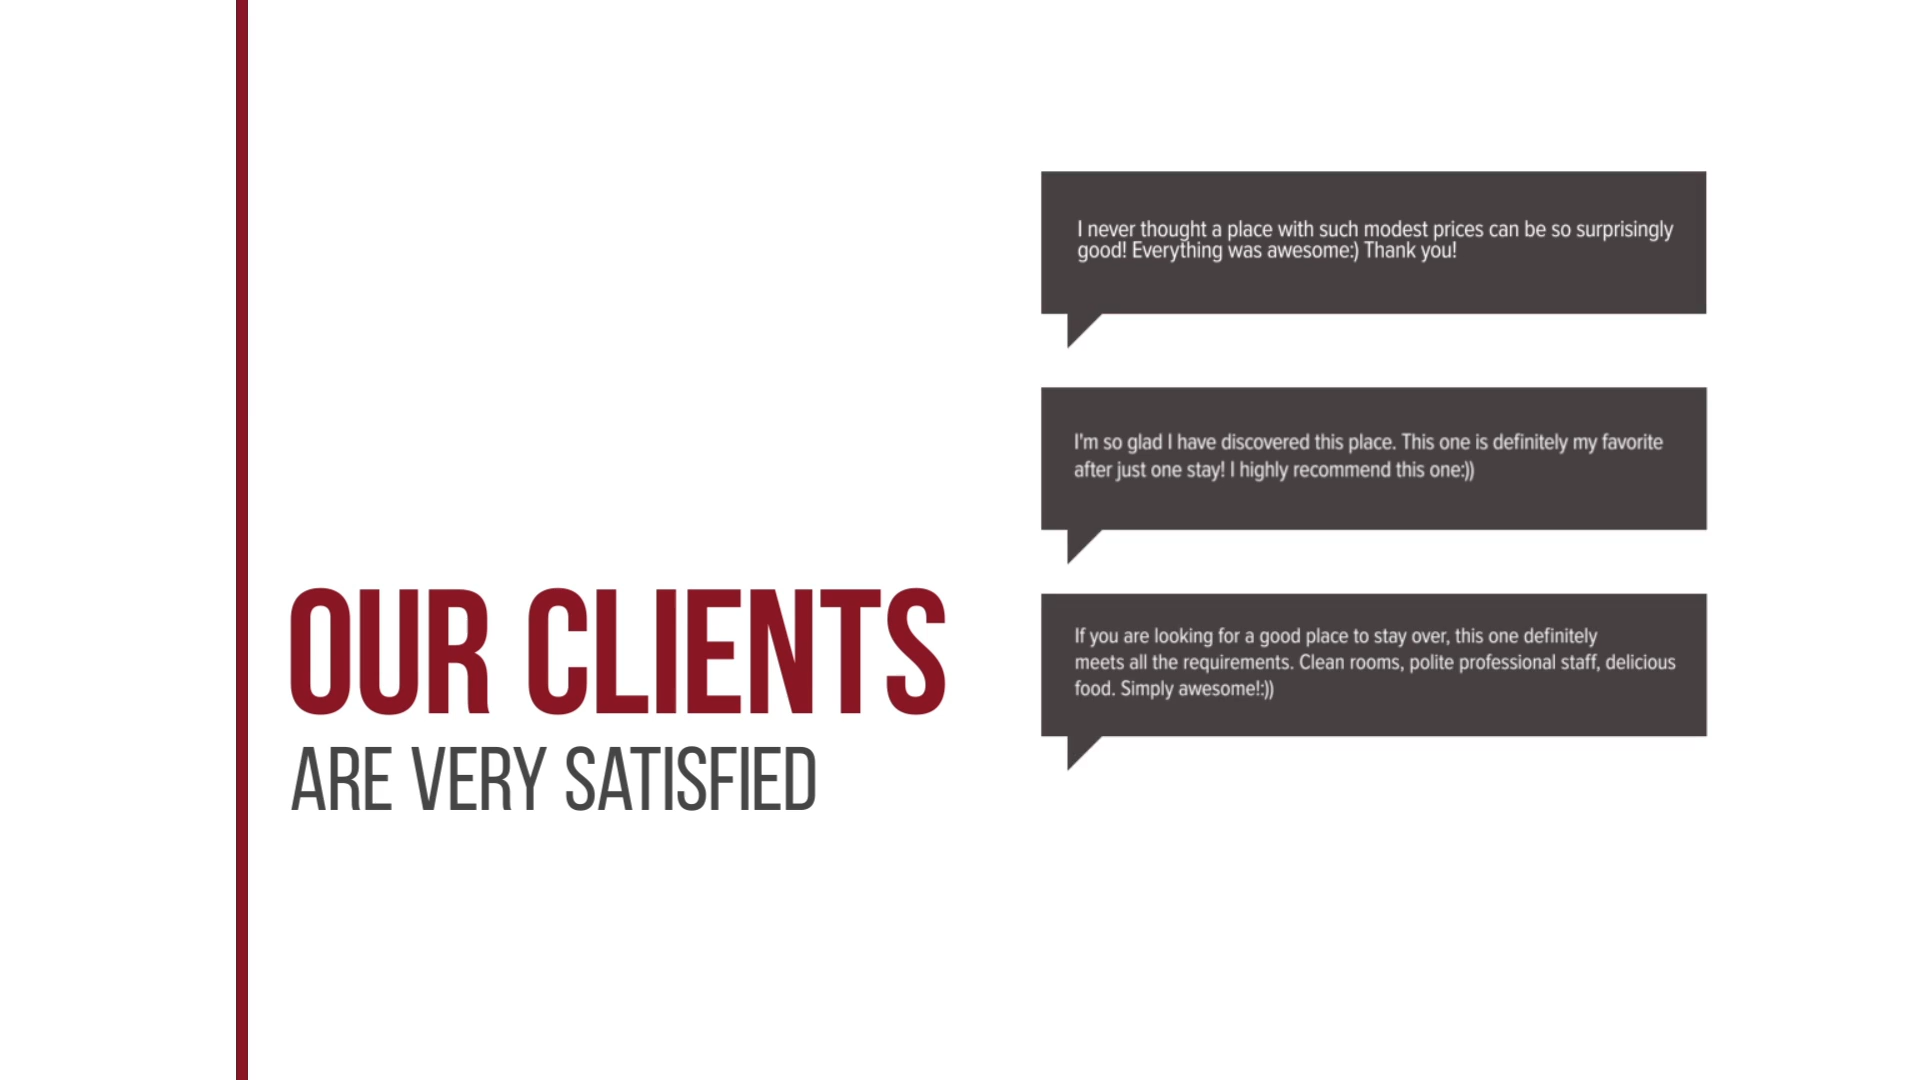 OUR CLIENTS
ARE VERY SATISFIED
I never thought a place with such modest prices can be so surprisingly
good! Everything was awesome:) Thank you!
I'm so glad I have discovered this place. This one is definitely my favorite
after just one stay! I highly recommend this one:))
If you are looking for a good place to stay over, this one definitely
meets all the requirements. Clean rooms, polite professional staff, delicious
food. Simply awesome!:))